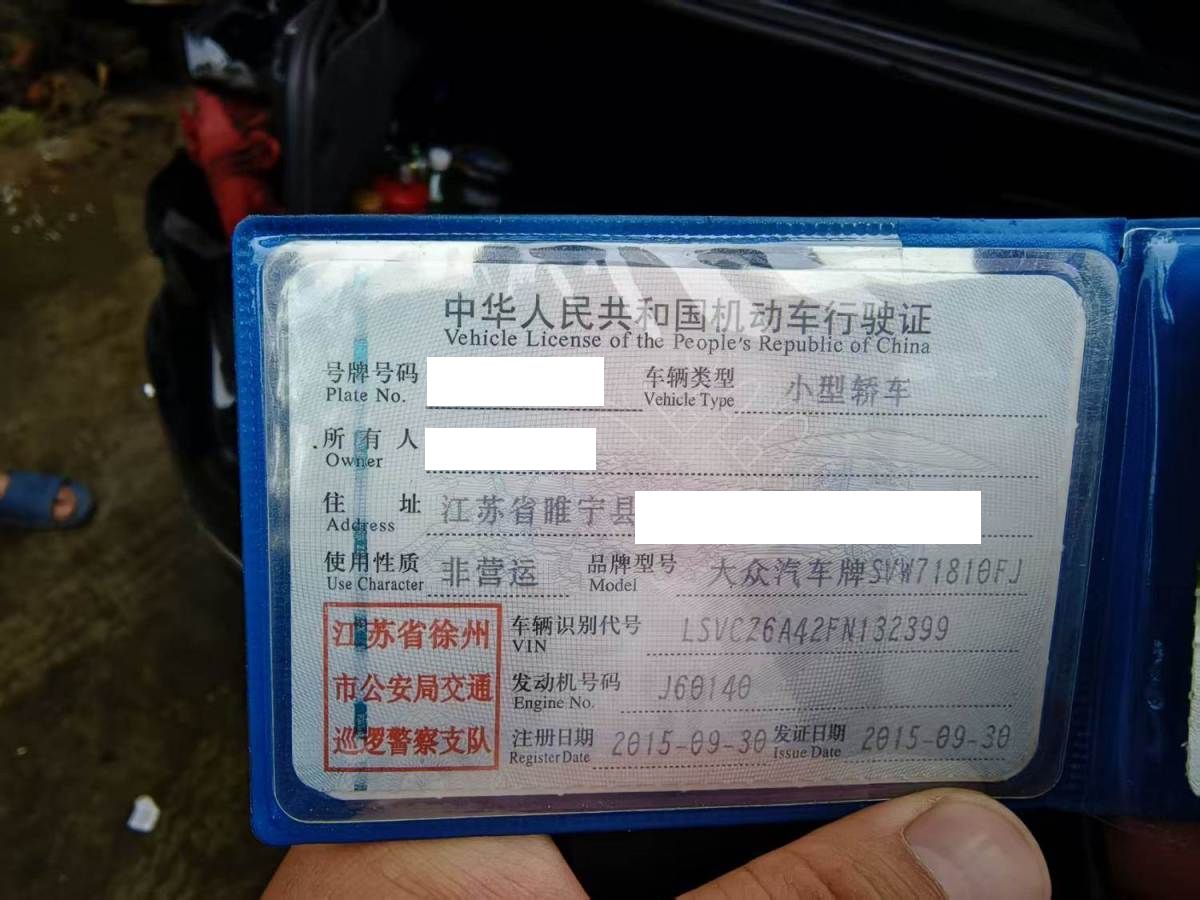 中华人民共和国机动车行驶证
Vehicle License of the People's Republic of China
号牌号码 车辆类型 小型轿车
Plate No. Vehicle Type
所有人
Owner
住址 江苏省睢宁县
Address
使用性质 非营运 品牌型号 大众汽车牌SVW71810FJ
Use Character Model
江苏省徐州
市公安局交通
巡逻警察支队
车辆识别代号 LSVCZ6A42FN132399
VIN
发动机号码 J60140
Engine No.
注册日期 2015-09-30 发证日期 2015-09-30
Register Date Issue Date